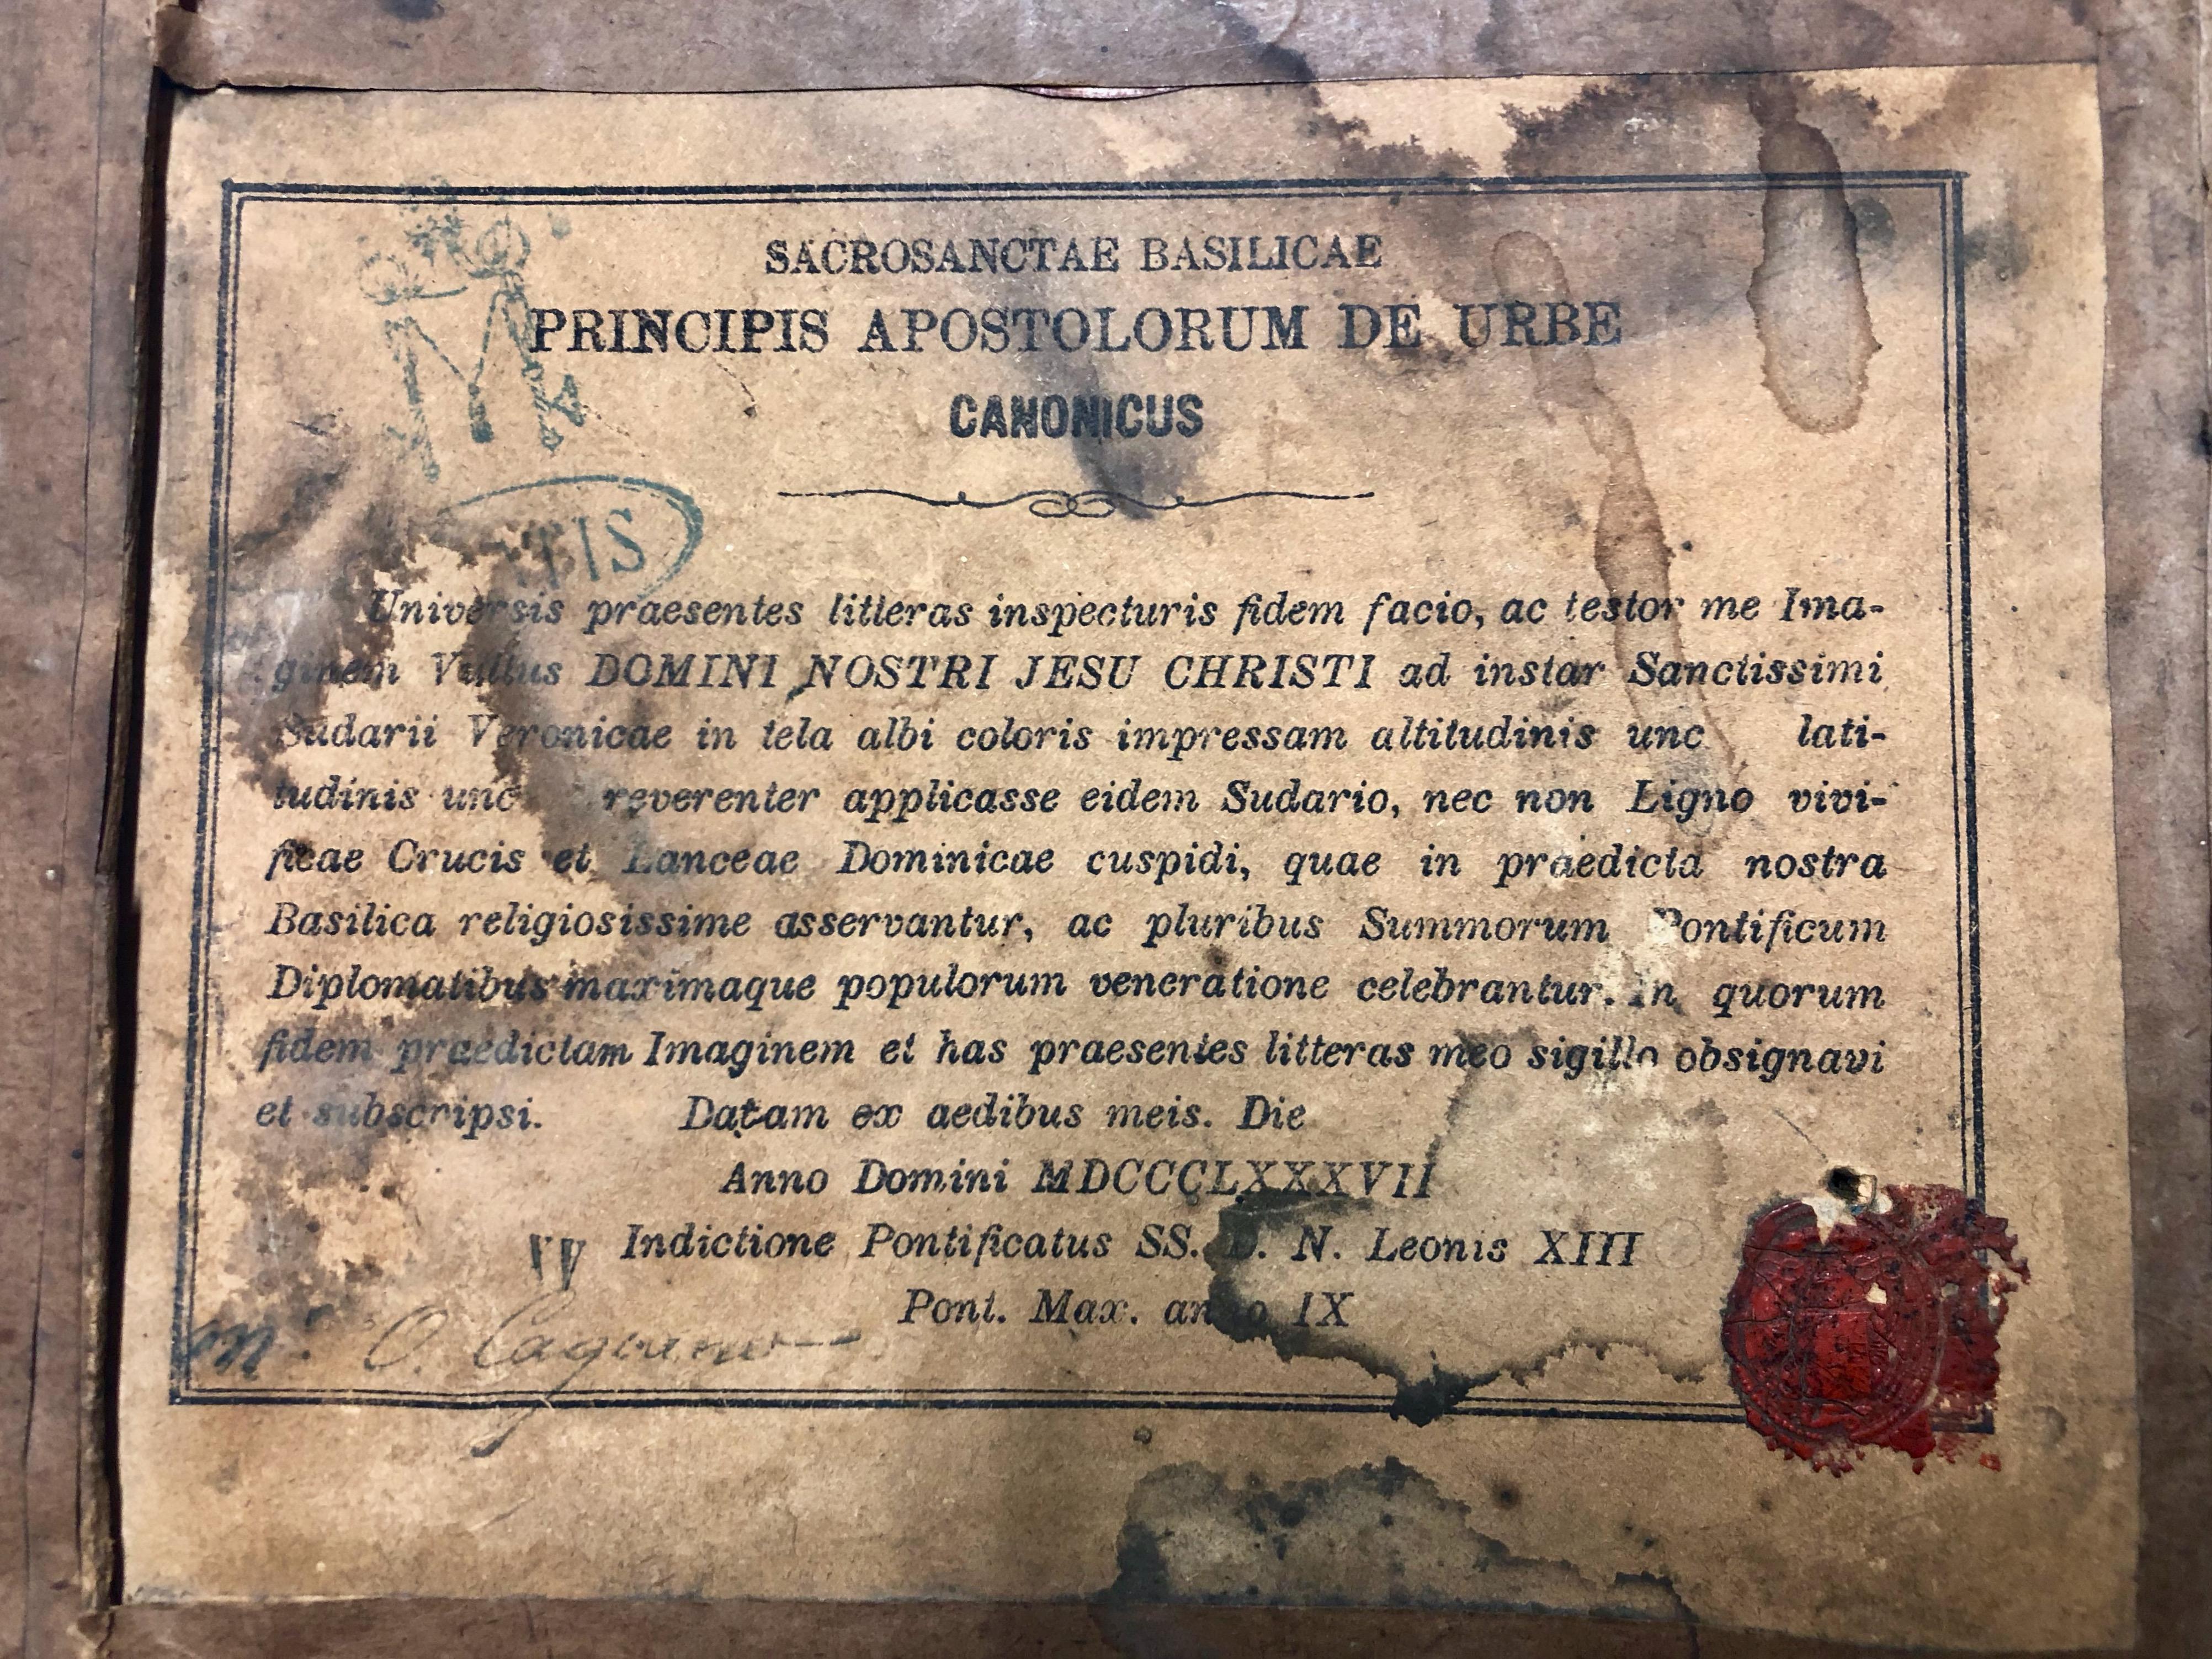 SACROSANCTAE BASILICAE
PRINCIPIS APOSTOLORUM DE URBE
CANONICUS
TIS
Universis praesentes litteras inspecturis fidem facio, ac testor me Ima-
ginem Vultus DOMINI NOSTRI JESU CHRISTI ad instar Sanctissimi
Sudarii Veronicae in tela albi coloris impressam altitudinis unc lati-
tudinis unc reverenter applicasse eidem Sudario, nec non Ligno vivi-
ficae Crucis et Lanceae Dominicae cuspidi, quae in praedicta nostra
Basilica religiosissime asservantur, ac pluribus Summorum Pontificum
Diplomatibus maximaque populorum veneratione celebrantur. In quorum
fidem praedictam Imaginem et has praesentes litteras meo sigillo obsignavi
et subscripsi. Datam ex aedibus meis. Die
Anno Domini MDCCCLXXXVII
Indictione Pontificatus SS. D. N. Leonis XIII
Pont. Max. anno IX